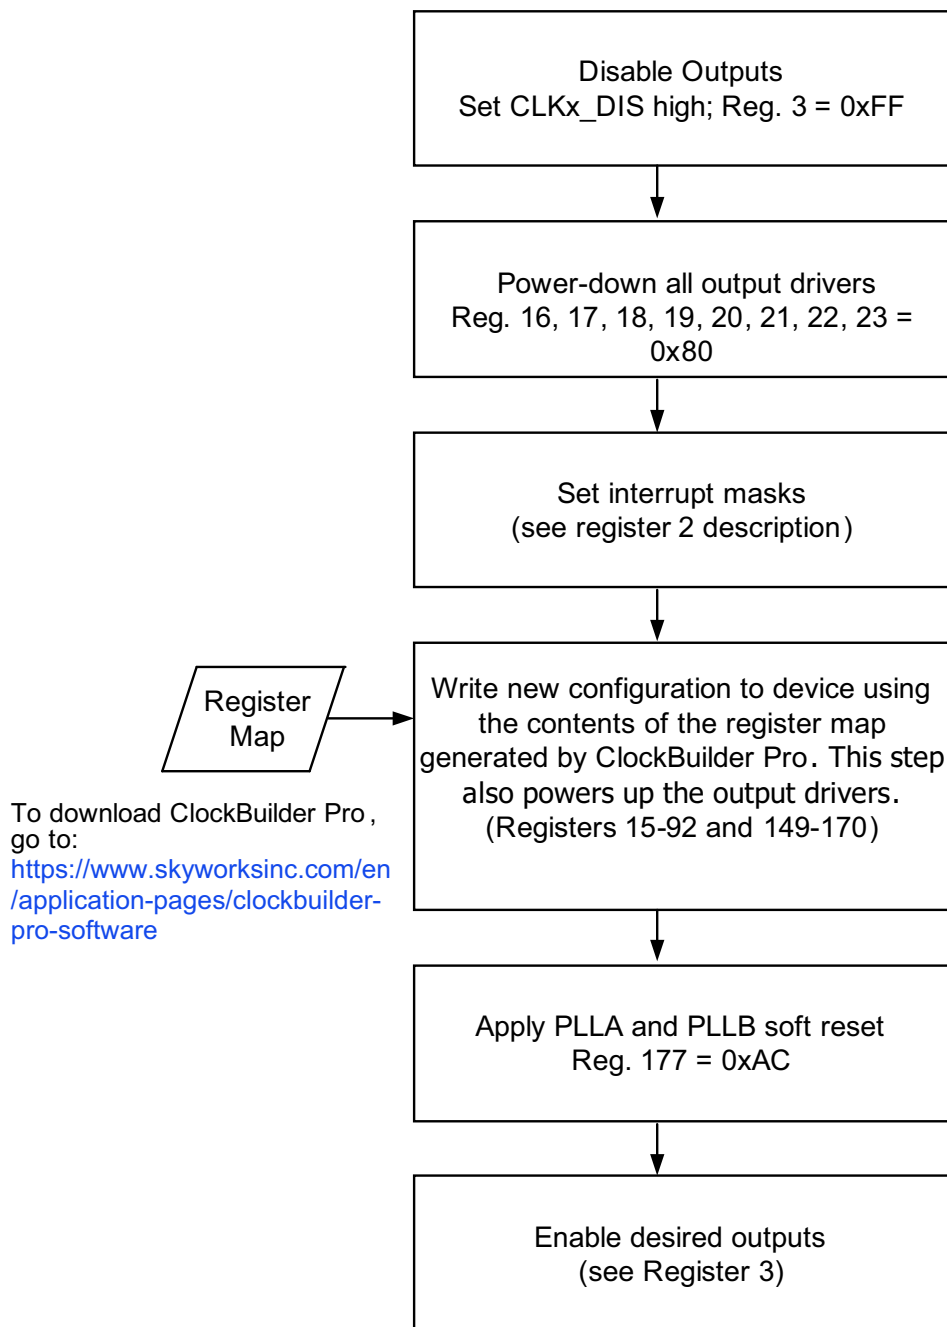 Disable Outputs
Set CLKx_DIS high; Reg. 3 = 0xFF
Power-down all output drivers
Reg. 16, 17, 18, 19, 20, 21, 22, 23 =
0x80
Set interrupt masks
(see register 2 description)
Register
Map
Write new configuration to device using
the contents of the register map
generated by ClockBuilder Pro. This step
also powers up the output drivers.
(Registers 15-92 and 149-170)
To download ClockBuilder Pro,
go to:
https://www.skyworksinc.com/en
/application-pages/clockbuilder-
pro-software
Apply PLLA and PLLB soft reset
Reg. 177 = 0xAC
Enable desired outputs
(see Register 3)